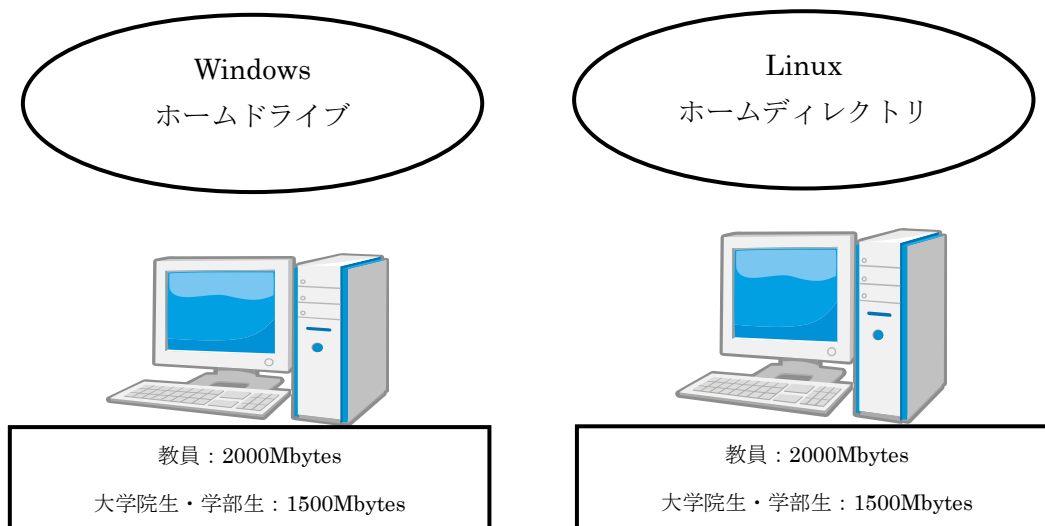 Windows
ホームドライブ
Linux
ホームディレクトリ
教員：2000Mbytes
大学院生・学部生：1500Mbytes
教員：2000Mbytes
大学院生・学部生：1500Mbytes